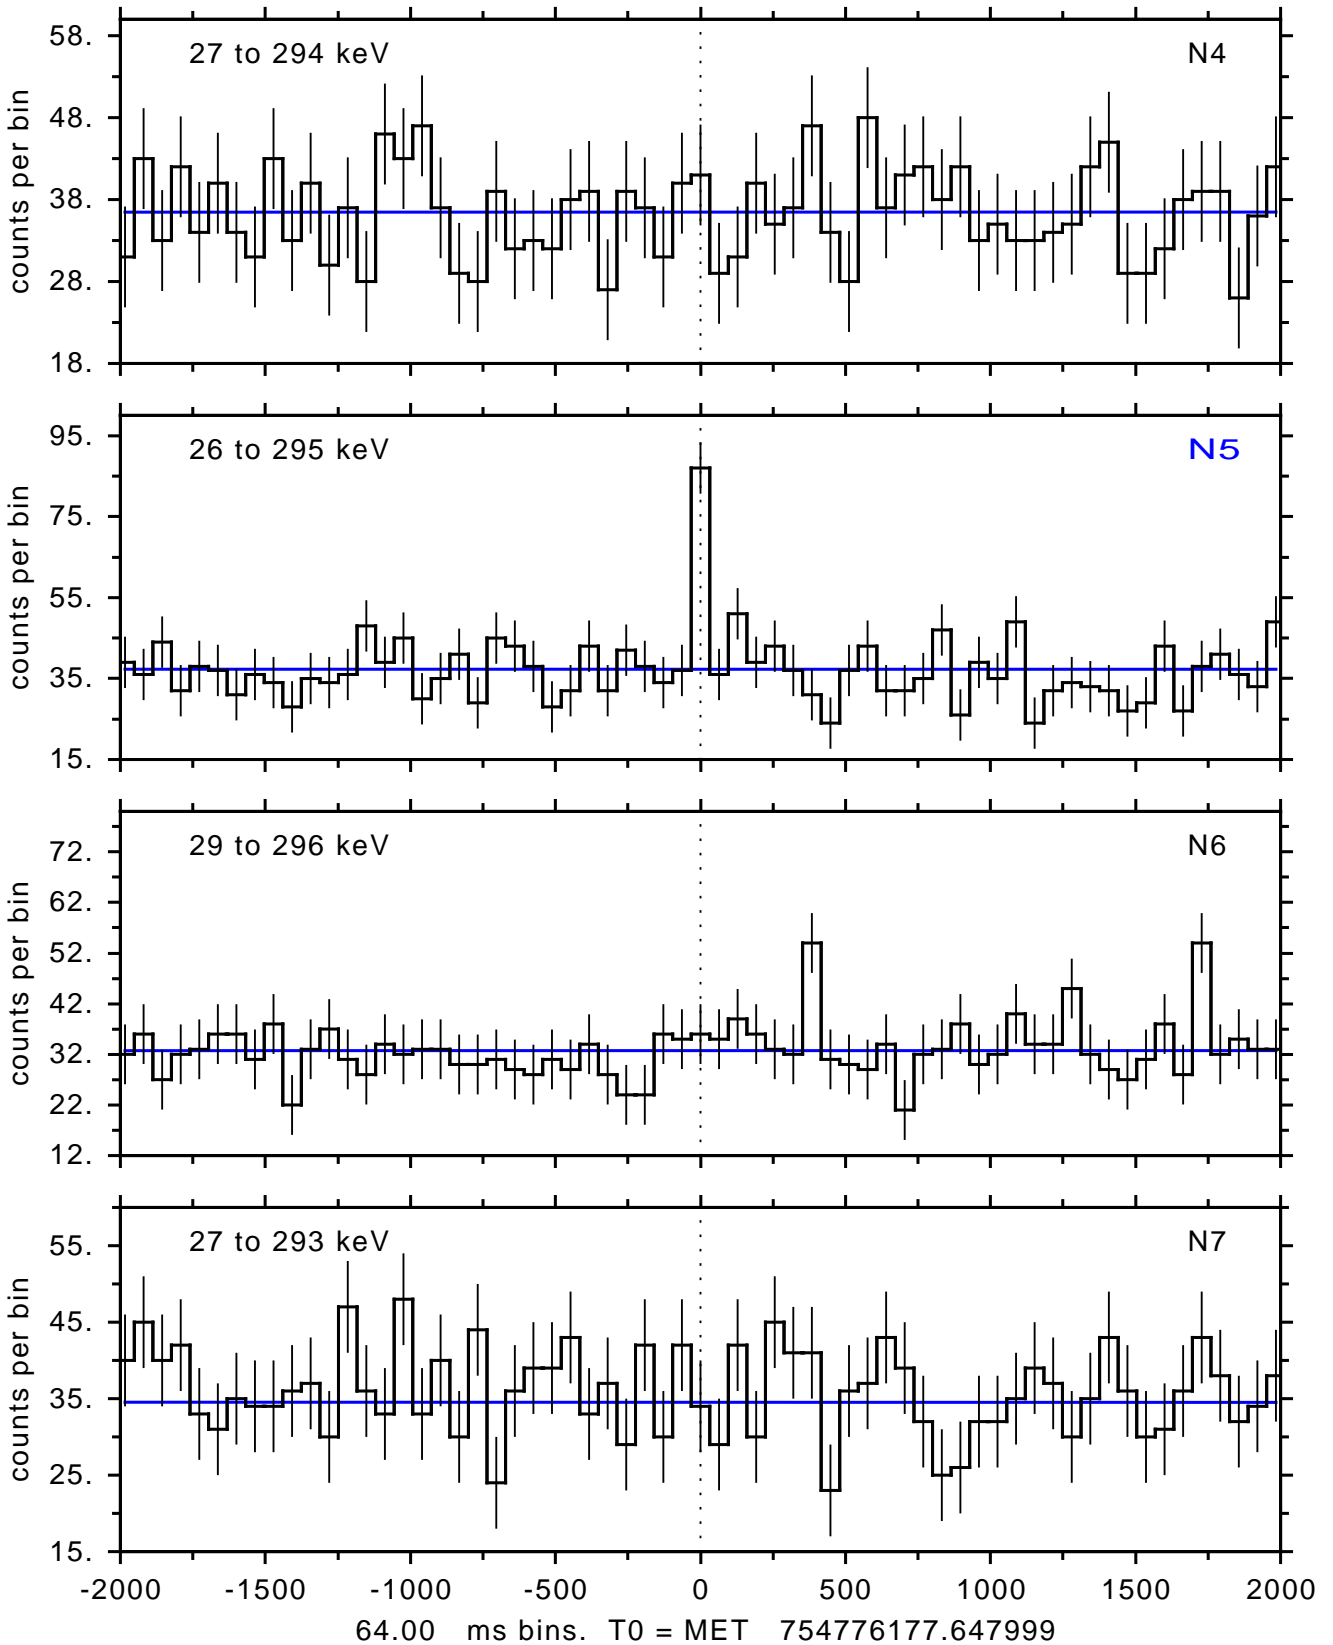 58.
48.
38.
28.
18.
counts per bin
27 to 294 keV
N4
95.
75.
55.
35.
15.
counts per bin
26 to 295 keV
N5
72.
62.
52.
42.
32.
22.
12.
counts per bin
29 to 296 keV
N6
55.
45.
35.
25.
15.
counts per bin
27 to 293 keV
N7
-2000 -1500 -1000 -500 0 500 1000 1500 2000
64.00 ms bins. T0 = MET 754776177.647999